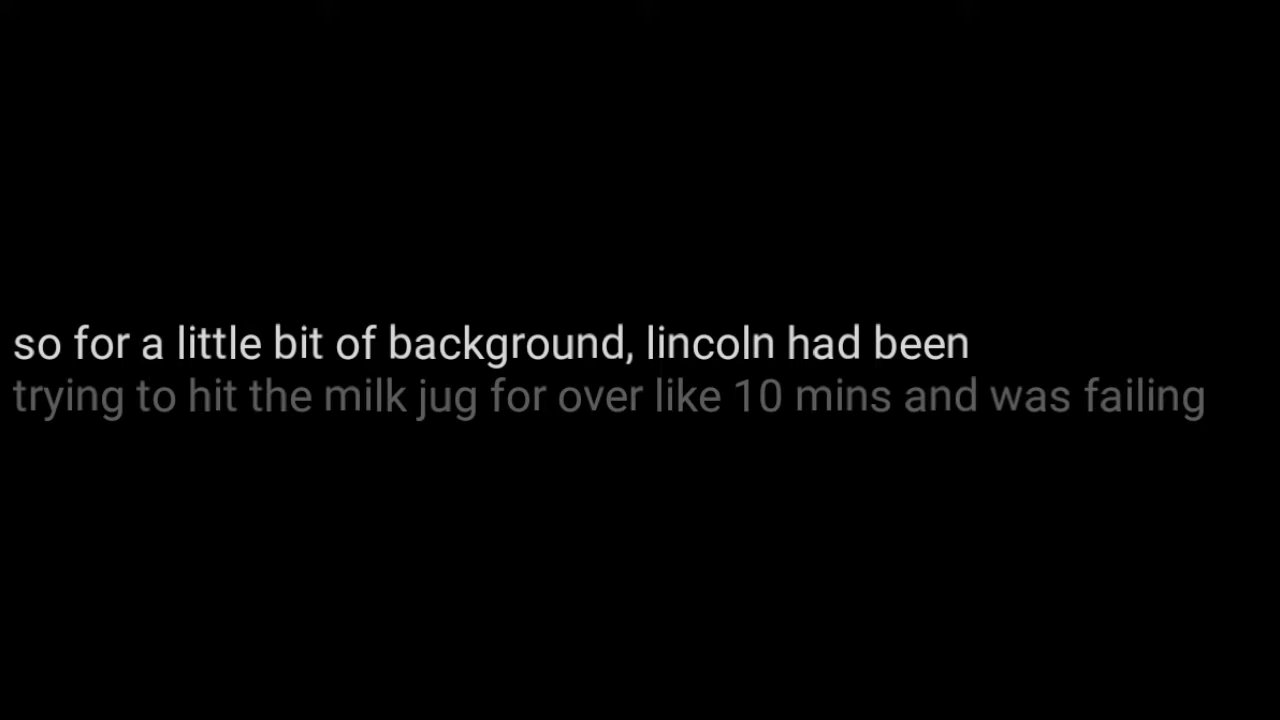 so for a little bit of background, lincoln had been
trying to hit the milk jug for over like 10 mins and was failing